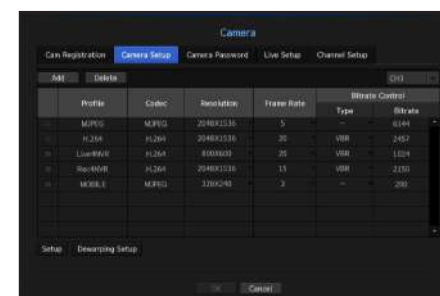 Camera
Cam Registration Camera Setup Camera Password Live Setup Channel Setup
Add Delete CH1
Profile Codec Resolution Frame Rate Bitrate Control
Type Bitrate
MJPEG MJPEG 2048X1536 5 - 6144
H.264 H.264 2048X1536 20 VBR 2457
Live4NVR H.264 800X600 20 VBR 1024
Rec4NVR H.264 2048X1536 15 VBR 2150
MOBILE MJPEG 320X240 3 - 200
Setup Dewarping Setup
OK Cancel